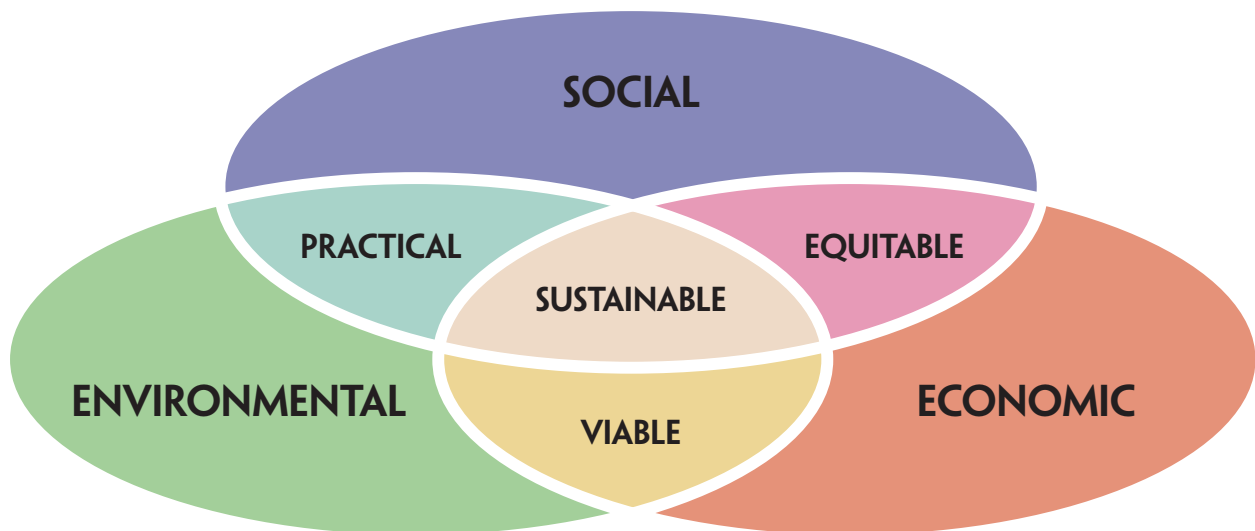 SOCIAL
PRACTICAL
EQUITABLE
SUSTAINABLE
ENVIRONMENTAL
ECONOMIC
VIABLE